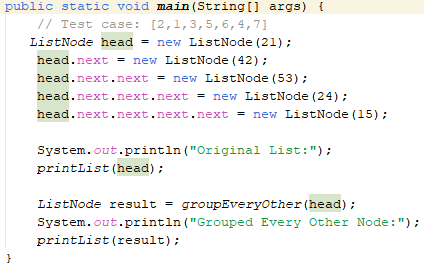 public static void main(String[] args) {
// Test case: [2,1,3,5,6,4,7]
ListNode head = new ListNode(21);
head.next = new ListNode(42);
head.next.next = new ListNode(53);
head.next.next.next = new ListNode(24);
head.next.next.next.next = new ListNode(15);
System.out.println("Original List:");
printList(head);
ListNode result = groupEveryOther(head);
System.out.println("Grouped Every Other Node:");
printList(result);
}